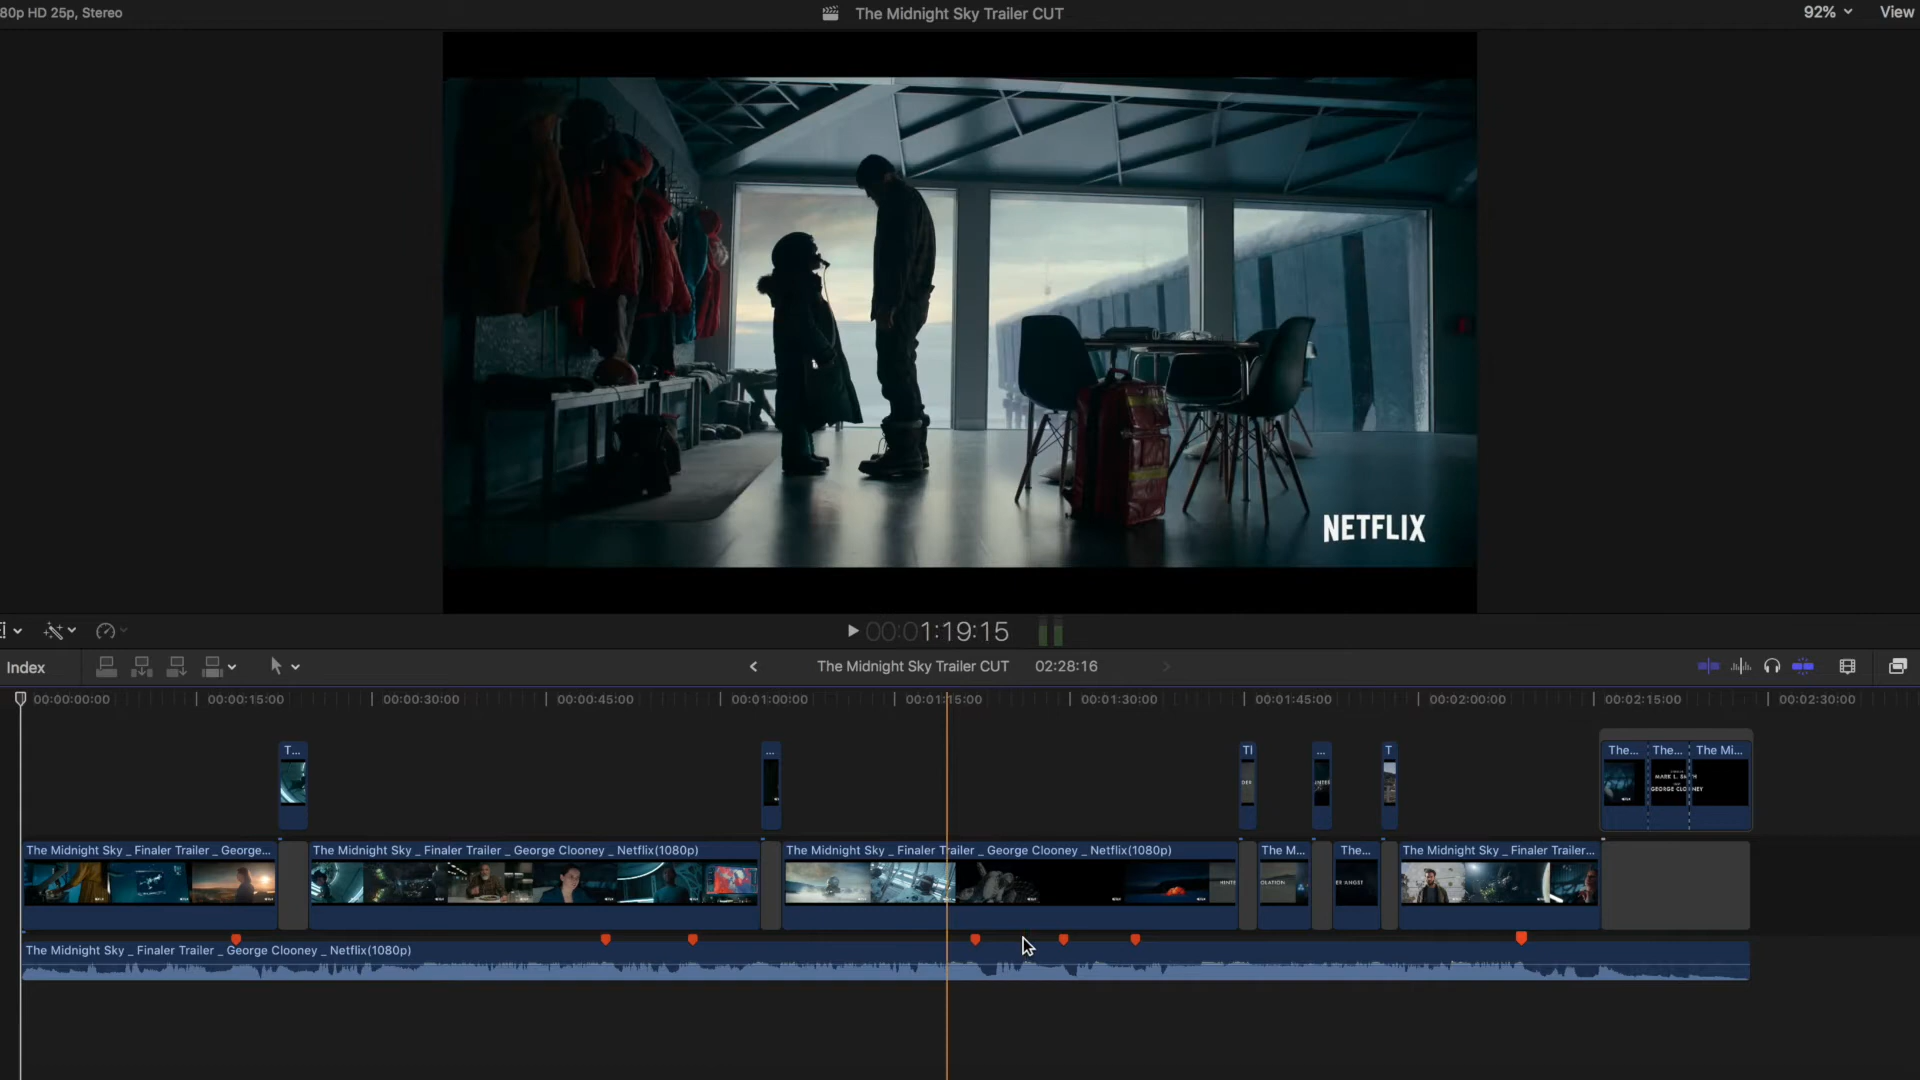 80p HD 25p, Stereo
The Midnight Sky Trailer CUT
92%
View
NETFLIX
00:01:19:15
Index
The Midnight Sky Trailer CUT
02:28:16
00:00:00:00
00:00:15:00
00:00:30:00
00:00:45:00
00:01:00:00
00:01:15:00
00:01:30:00
00:01:45:00
00:02:00:00
00:02:15:00
00:02:30:00
T...
...
Tl
...
T
The...
The...
The Mi...
MARK L. SMITH
GEORGE CLOONEY
The Midnight Sky _ Finaler Trailer _ George...
The Midnight Sky _ Finaler Trailer _ George Clooney _ Netflix(1080p)
The Midnight Sky _ Finaler Trailer _ George Clooney _ Netflix(1080p)
The M...
The...
The Midnight Sky _ Finaler Trailer...
HINTE
OLATION
ER ANGST
The Midnight Sky _ Finaler Trailer _ George Clooney _ Netflix(1080p)